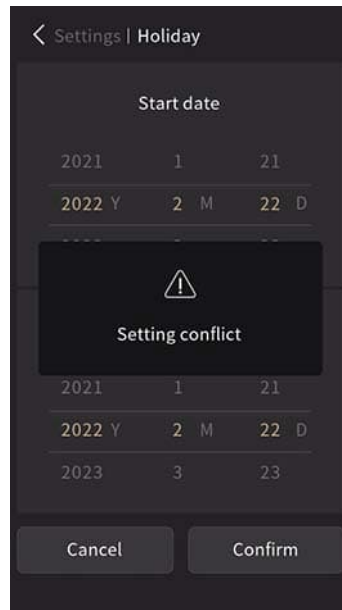 Settings | Holiday
Start date
2021 1 21
2022 Y 2 M 22 D
Setting conflict
2021 1 21
2022 Y 2 M 22 D
2023 3 23
Cancel Confirm